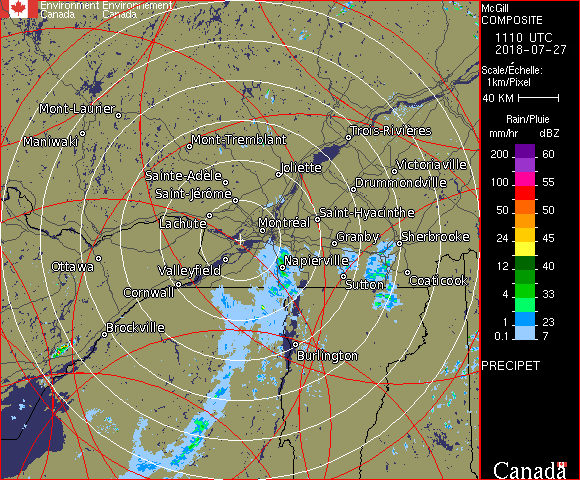 Environment Environnement
Canada Canada
McGill
COMPOSITE
1110 UTC
2018-07-27
Scale/Échelle:
1km/Pixel
40 KM
Rain/Pluie
mm/hr dBZ
200 60
100 55
50 50
24 45
12 40
4 33
1 23
0.1 7
PRECIPET
Canada
Mont-Laurier
Maniwaki
Mont-Tremblant
Trois-Rivières
Sainte-Adèle
Joliette
Victoriaville
Saint-Jérôme
Drummondville
Lachute
Montréal
Saint-Hyacinthe
Granby
Sherbrooke
Ottawa
Valleyfield
Napierville
Cornwall
Sutton
Coaticook
Brockville
Burlington